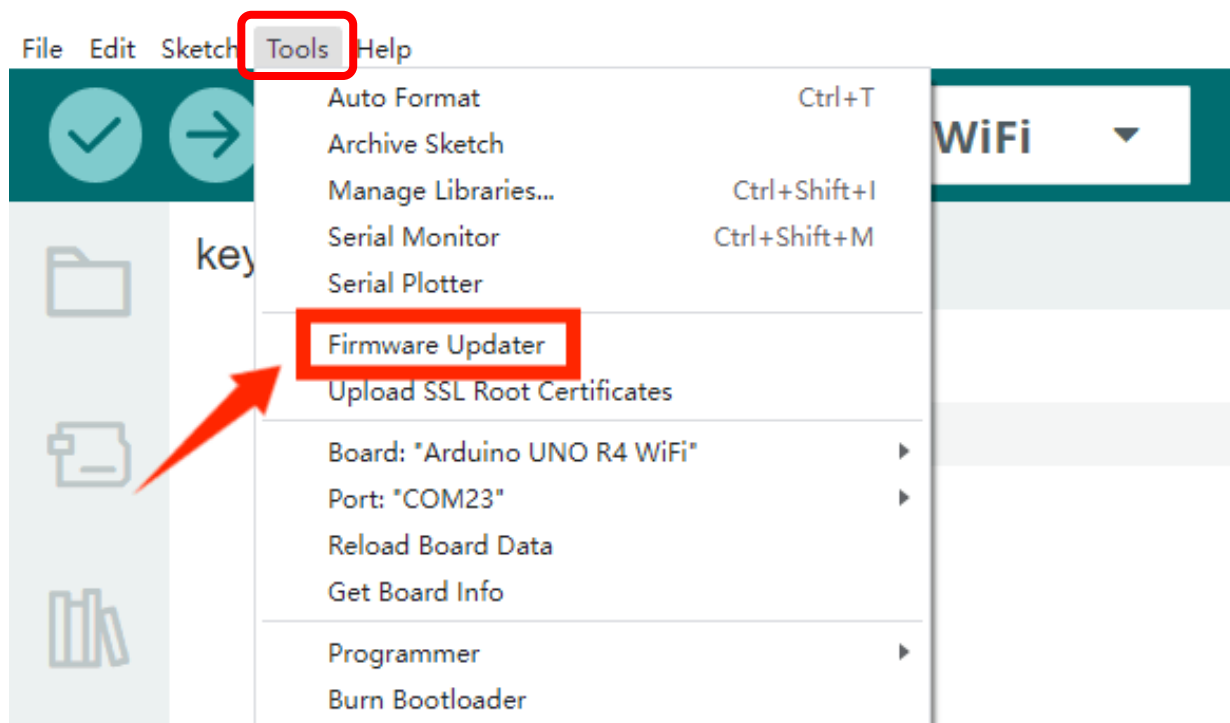 File Edit Sketch Tools Help
Auto Format Ctrl+T
WiFi
Archive Sketch
Manage Libraries... Ctrl+Shift+I
key
Serial Monitor Ctrl+Shift+M
Serial Plotter
Firmware Updater
Upload SSL Root Certificates
Board: "Arduino UNO R4 WiFi"
Port: "COM23"
Reload Board Data
Get Board Info
Programmer
Burn Bootloader